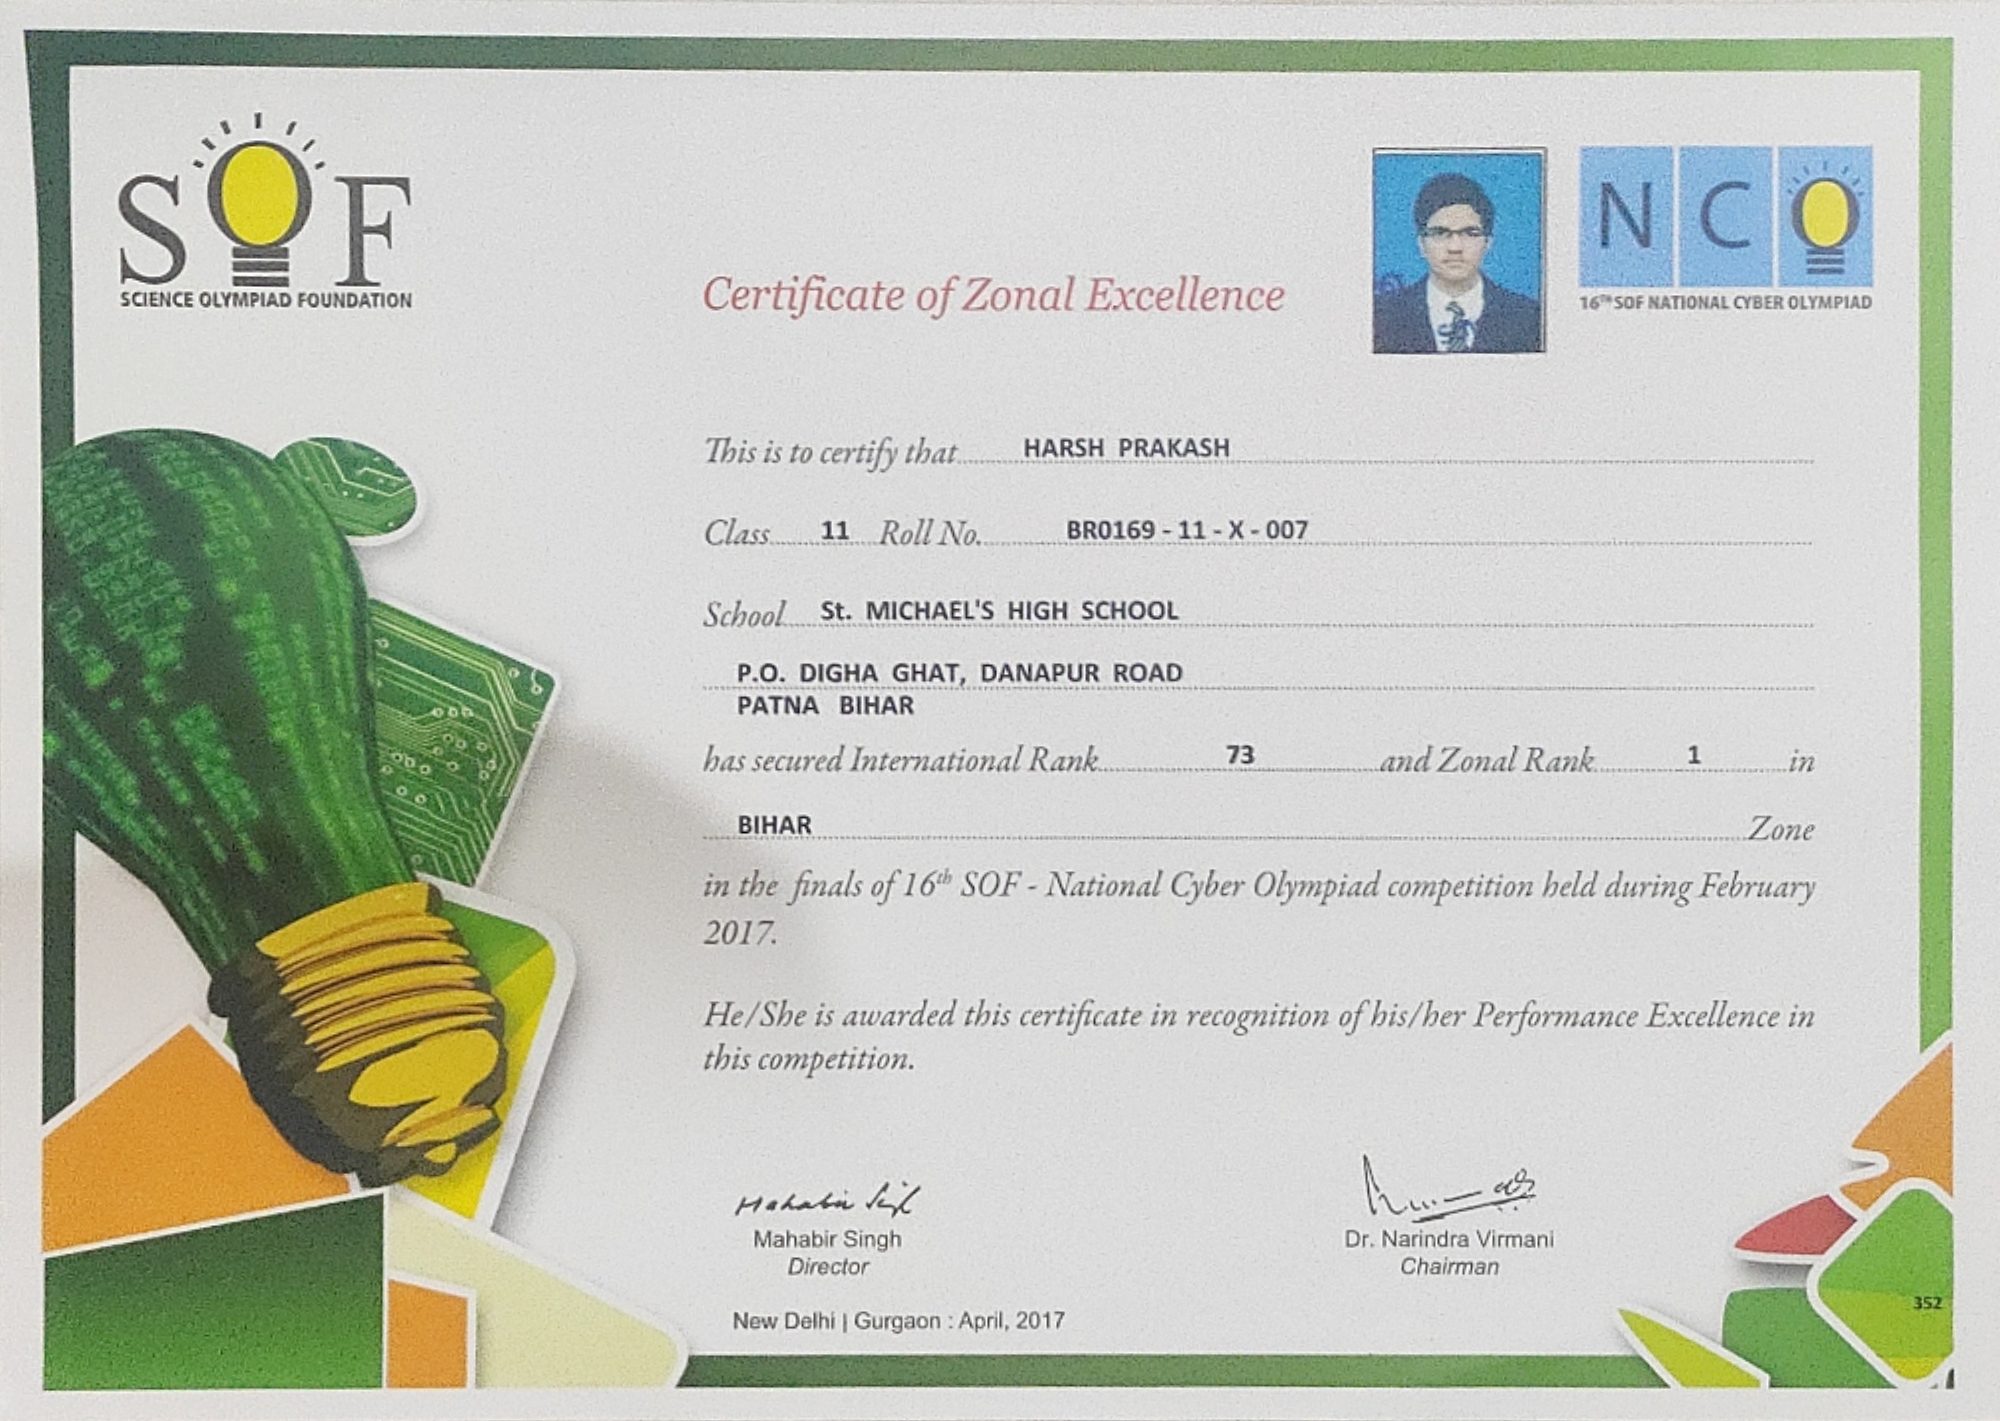 SOF
SCIENCE OLYMPIAD FOUNDATION
NCO
16TH SOF NATIONAL CYBER OLYMPIAD
Certificate of Zonal Excellence
This is to certify that HARSH PRAKASH
Class 11 Roll No. BR0169 - 11 - X - 007
School St. MICHAEL'S HIGH SCHOOL
P.O. DIGHA GHAT, DANAPUR ROAD
PATNA BIHAR
has secured International Rank 73 and Zonal Rank 1 in
BIHAR Zone
in the finals of 16th SOF - National Cyber Olympiad competition held during February
2017.
He/She is awarded this certificate in recognition of his/her Performance Excellence in
this competition.
Mahabir Singh
Mahabir Singh
Director
Dr. Narindra Virmani
Chairman
New Delhi | Gurgaon : April, 2017
352